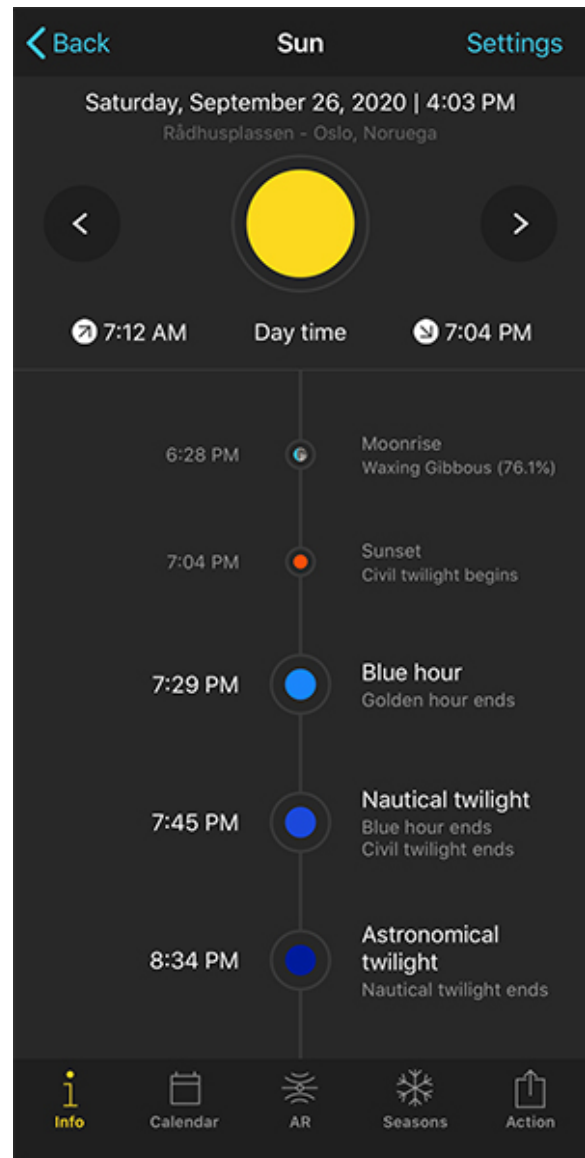 Back
Sun
Settings
Saturday, September 26, 2020 | 4:03 PM
Rådhusplassen - Oslo, Noruega
7:12 AM
Day time
7:04 PM
6:28 PM
Moonrise
Waxing Gibbous (76.1%)
7:04 PM
Sunset
Civil twilight begins
7:29 PM
Blue hour
Golden hour ends
7:45 PM
Nautical twilight
Blue hour ends
Civil twilight ends
8:34 PM
Astronomical
twilight
Nautical twilight ends
Info
Calendar
AR
Seasons
Action